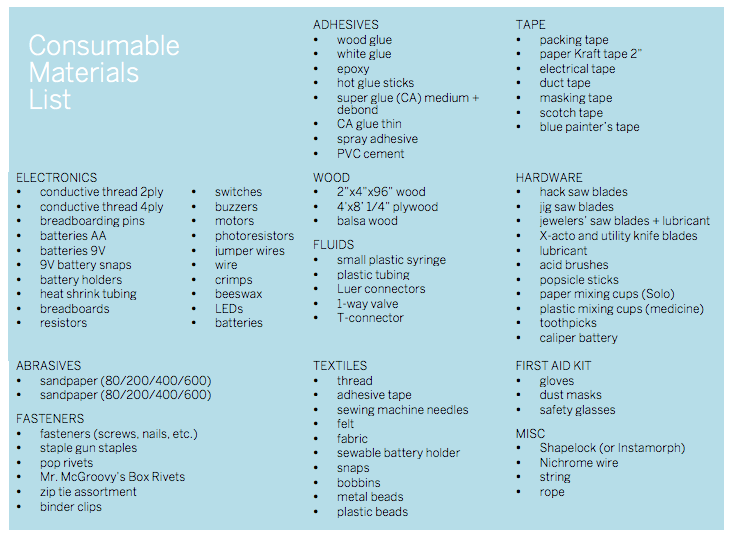 Consumable
Materials
List
ADHESIVES
• wood glue
• white glue
• epoxy
• hot glue sticks
• super glue (CA) medium +
debond
• CA glue thin
• spray adhesive
• PVC cement
TAPE
• packing tape
• paper Kraft tape 2"
• electrical tape
• duct tape
• masking tape
• scotch tape
• blue painter's tape
ELECTRONICS
• conductive thread 2ply
• conductive thread 4ply
• breadboarding pins
• batteries AA
• batteries 9V
• 9V battery snaps
• battery holders
• heat shrink tubing
• breadboards
• resistors
• switches
• buzzers
• motors
• photoresistors
• jumper wires
• wire
• crimps
• beeswax
• LEDs
• batteries
WOOD
• 2"x4"x96" wood
• 4'x8' 1/4" plywood
• balsa wood
FLUIDS
• small plastic syringe
• plastic tubing
• Luer connectors
• 1-way valve
• T-connector
HARDWARE
• hack saw blades
• jig saw blades
• jewelers' saw blades + lubricant
• X-acto and utility knife blades
• lubricant
• acid brushes
• popsicle sticks
• paper mixing cups (Solo)
• plastic mixing cups (medicine)
• toothpicks
• caliper battery
ABRASIVES
• sandpaper (80/200/400/600)
• sandpaper (80/200/400/600)
FASTENERS
• fasteners (screws, nails, etc.)
• staple gun staples
• pop rivets
• Mr. McGroovy's Box Rivets
• zip tie assortment
• binder clips
TEXTILES
• thread
• adhesive tape
• sewing machine needles
• felt
• fabric
• sewable battery holder
• snaps
• bobbins
• metal beads
• plastic beads
FIRST AID KIT
• gloves
• dust masks
• safety glasses
MISC
• Shapelock (or Instamorph)
• Nichrome wire
• string
• rope